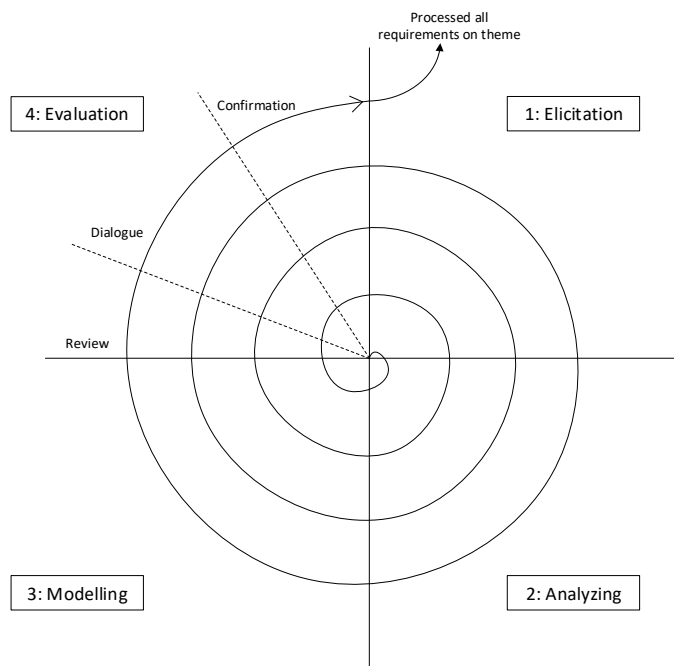 Processed all
requirements on theme
4: Evaluation
Confirmation
1: Elicitation
Dialogue
Review
3: Modelling
2: Analyzing